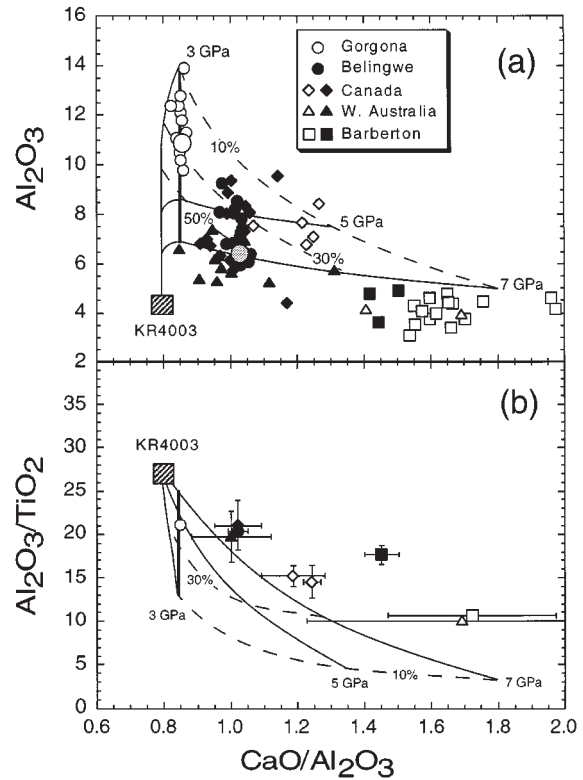 (a)
Al₂O₃
16
14
12
10
8
6
4
2
3 GPa
Gorgona
Belingwe
Canada
W. Australia
Barberton
10%
50%
5 GPa
30%
7 GPa
KR4003
(b)
Al₂O₃/TiO₂
35
30
25
20
15
10
5
0
KR4003
30%
3 GPa
5 GPa
10%
7 GPa
0.6 0.8 1.0 1.2 1.4 1.6 1.8 2.0
CaO/Al₂O₃